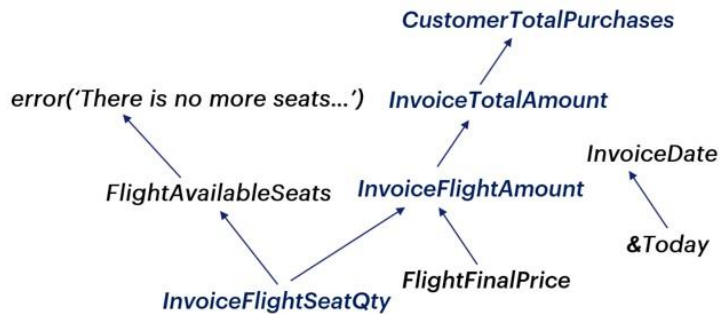 CustomerTotalPurchases
error('There is no more seats...')
InvoiceTotalAmount
InvoiceDate
FlightAvailableSeats
InvoiceFlightAmount
&Today
FlightFinalPrice
InvoiceFlightSeatQty